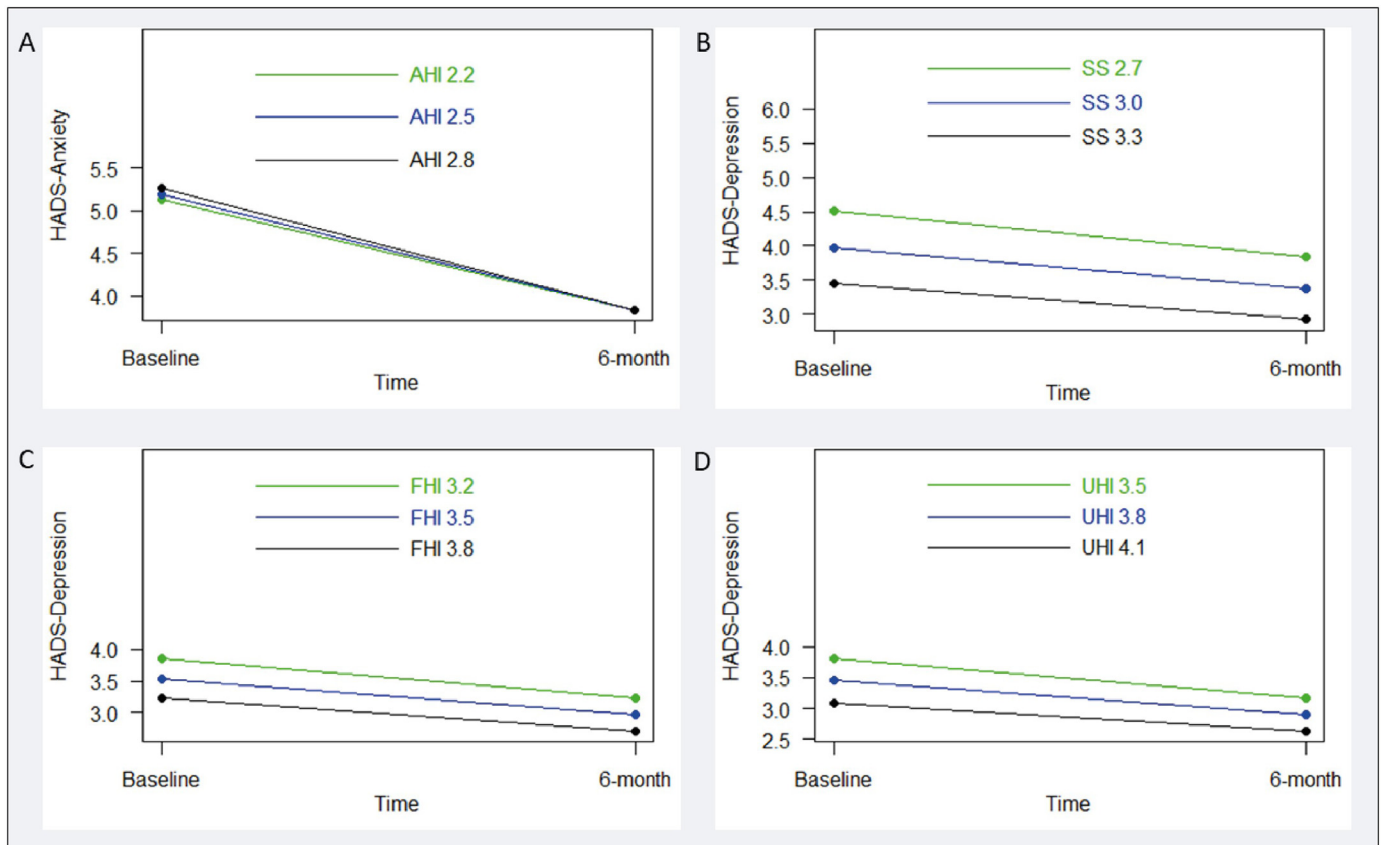 A
HADS-Anxiety
AHI 2.2
AHI 2.5
AHI 2.8
5.5
5.0
4.5
4.0
Baseline
6-month
Time
B
HADS-Depression
SS 2.7
SS 3.0
SS 3.3
6.0
5.5
5.0
4.5
4.0
3.5
3.0
Baseline
6-month
Time
C
HADS-Depression
FHI 3.2
FHI 3.5
FHI 3.8
4.0
3.5
3.0
Baseline
6-month
Time
D
HADS-Depression
UHI 3.5
UHI 3.8
UHI 4.1
4.0
3.5
3.0
2.5
Baseline
6-month
Time